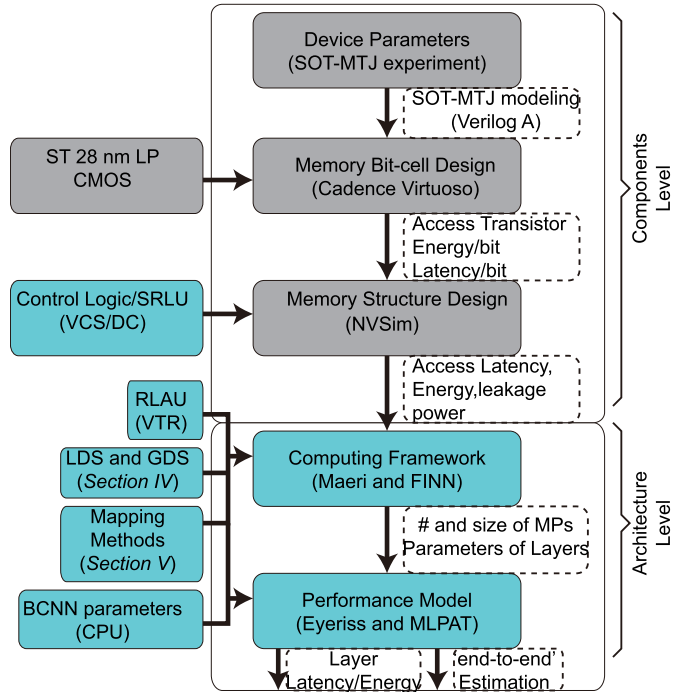 Device Parameters
(SOT-MTJ experiment)
SOT-MTJ modeling
(Verilog A)
ST 28 nm LP
CMOS
Memory Bit-cell Design
(Cadence Virtuoso)
Access Transistor
Energy/bit
Latency/bit
Control Logic/SRLU
(VCS/DC)
Memory Structure Design
(NVSim)
Access Latency,
Energy,leakage
power
Components
Level
RLAU
(VTR)
LDS and GDS
(Section IV)
Mapping
Methods
(Section V)
BCNN parameters
(CPU)
Computing Framework
(Maeri and FINN)
# and size of MPs
Parameters of Layers
Performance Model
(Eyeriss and MLPAT)
Layer
Latency/Energy
'end-to-end'
Estimation
Architecture
Level